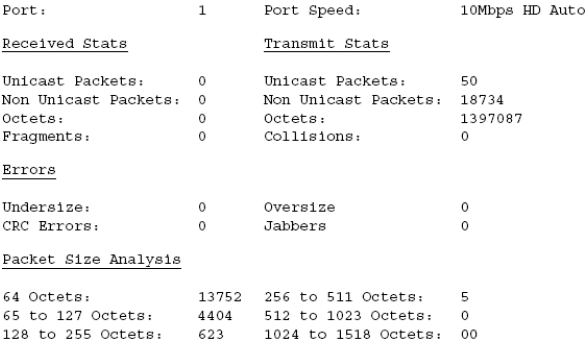 Port: 1 Port Speed: 10Mbps HD Auto
Received Stats Transmit Stats
Unicast Packets: 0 Unicast Packets: 50
Non Unicast Packets: 0 Non Unicast Packets: 18734
Octets: 0 Octets: 1397087
Fragments: 0 Collisions: 0
Errors
Undersize: 0 Oversize 0
CRC Errors: 0 Jabbers 0
Packet Size Analysis
64 Octets: 13752 256 to 511 Octets: 5
65 to 127 Octets: 4404 512 to 1023 Octets: 0
128 to 255 Octets: 623 1024 to 1518 Octets: 00